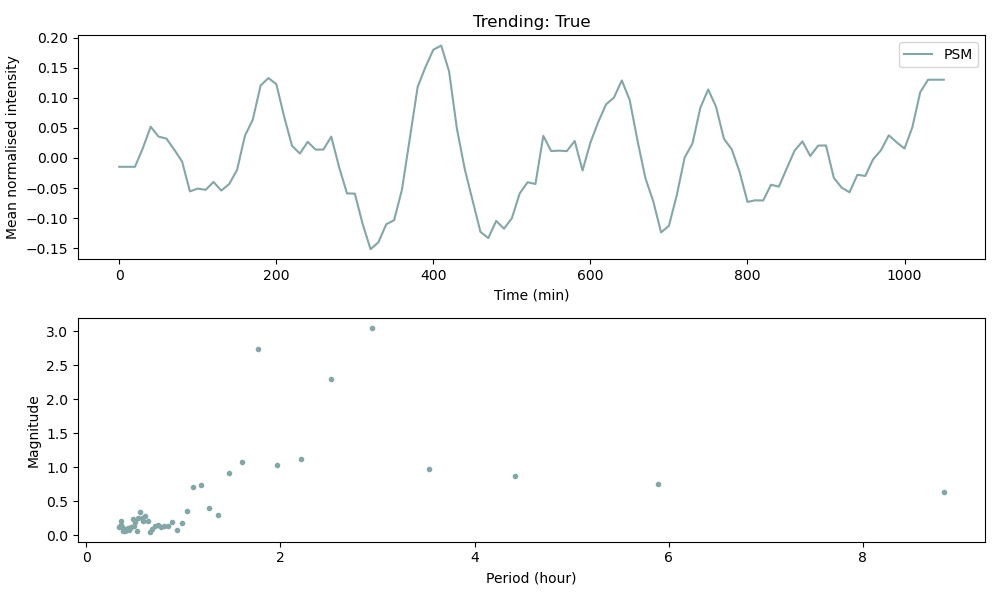 Trending: True
Mean normalised intensity
0.20
0.15
0.10
0.05
0.00
−0.05
−0.10
−0.15
PSM
0 200 400 600 800 1000
Time (min)
Magnitude
3.0
2.5
2.0
1.5
1.0
0.5
0.0
0 2 4 6 8
Period (hour)